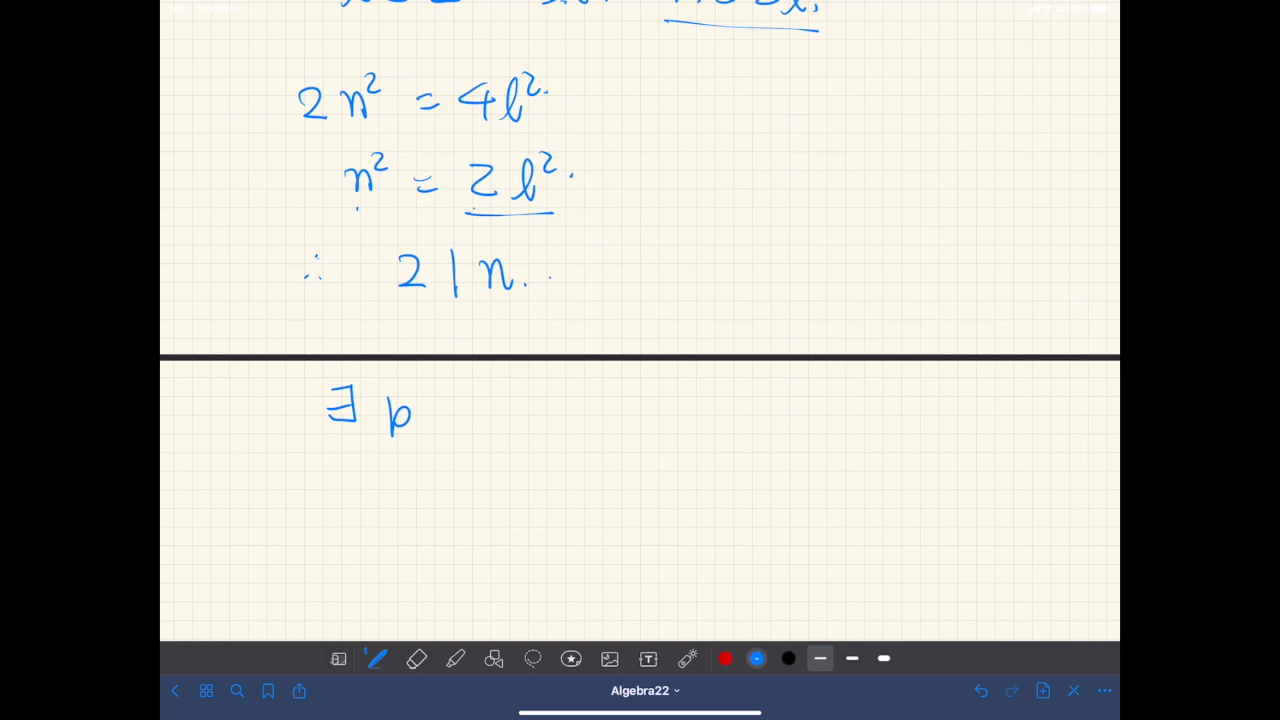 2n² = 4l².
n² = 2l².
∴ 2 | n.
∃ p
Algebra22